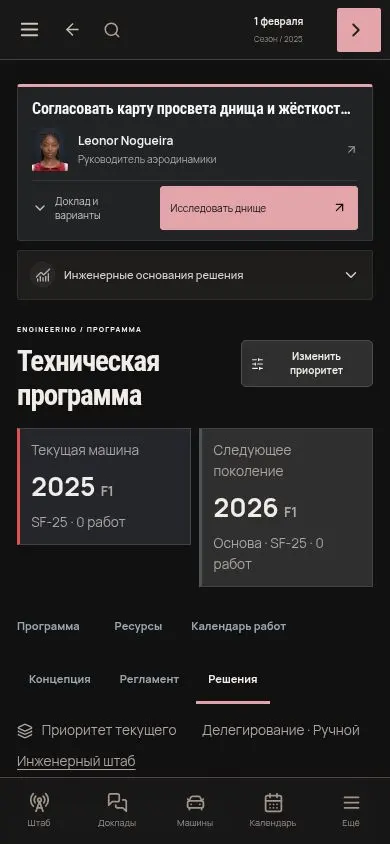 1 февраля
Сезон / 2025
Согласовать карту просвета днища и жёсткост...
Leonor Nogueira
Руководитель аэродинамики
Доклад и
варианты
Исследовать днище
Инженерные основания решения
ENGINEERING / ПРОГРАММА
Техническая
программа
Изменить
приоритет
Текущая машина
2025 F1
SF-25 · 0 работ
Следующее
поколение
2026 F1
Основа · SF-25 · 0
работ
Программа Ресурсы Календарь работ
Концепция Регламент Решения
Приоритет текущего Делегирование · Ручной
Инженерный штаб
Штаб Доклады Машины Календарь Ещё